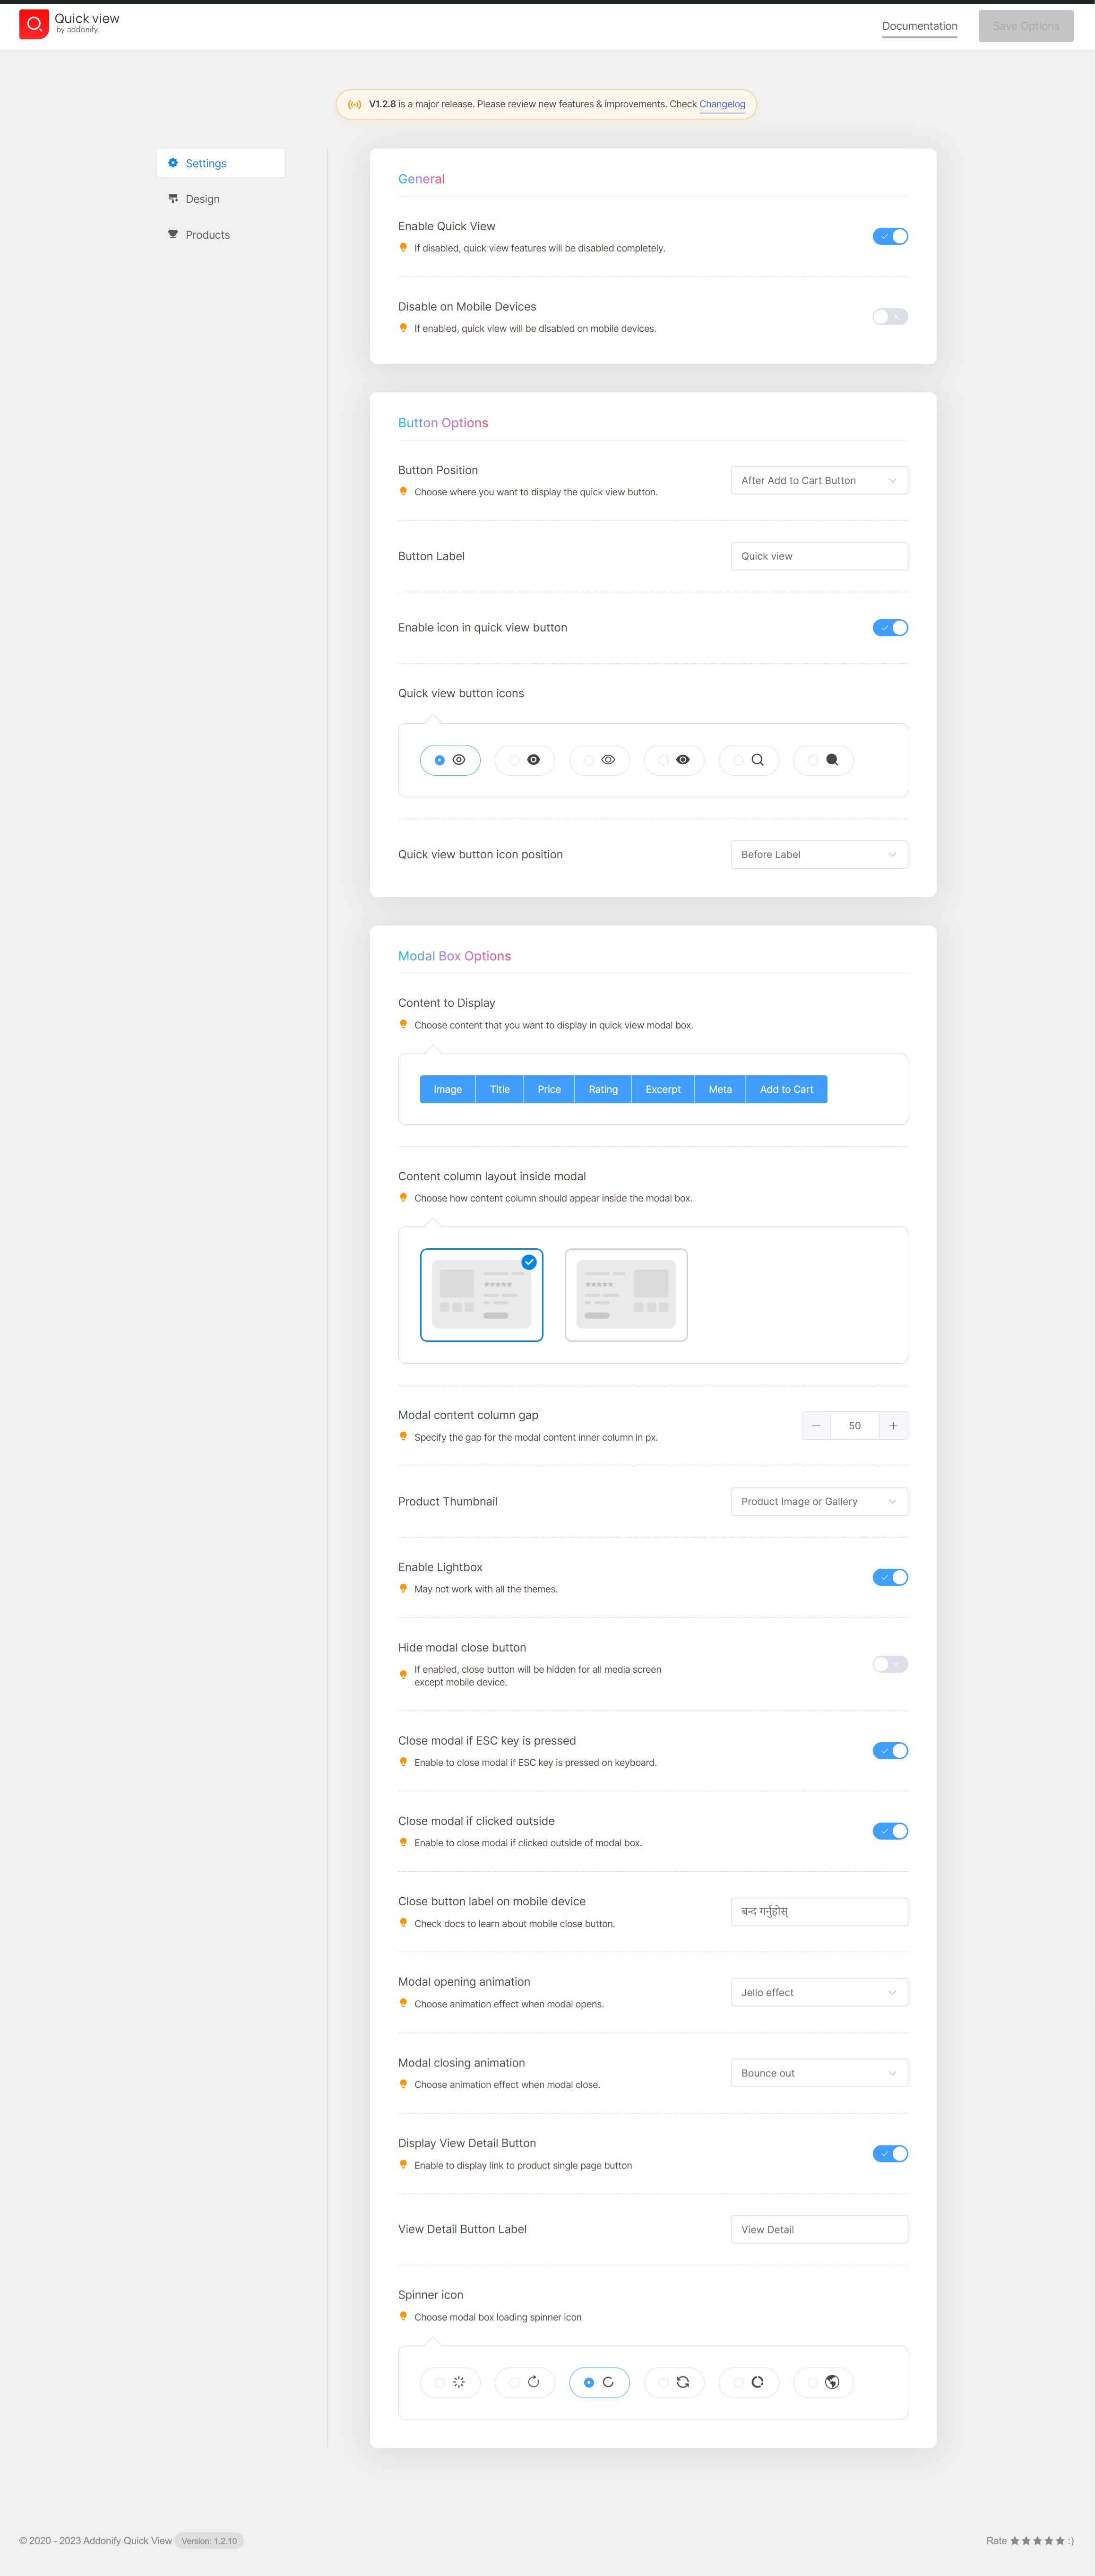 Quick view
by addonify.
Documentation
Save Options
V1.2.8 is a major release. Please review new features & improvements. Check Changelog
Settings
Design
Products
General
Enable Quick View
If disabled, quick view features will be disabled completely.
Disable on Mobile Devices
If enabled, quick view will be disabled on mobile devices.
Button Options
Button Position
Choose where you want to display the quick view button.
After Add to Cart Button
Button Label
Quick view
Enable icon in quick view button
Quick view button icons
Quick view button icon position
Before Label
Modal Box Options
Content to Display
Choose content that you want to display in quick view modal box.
Image Title Price Rating Excerpt Meta Add to Cart
Content column layout inside modal
Choose how content column should appear inside the modal box.
Modal content column gap
Specify the gap for the modal content inner column in px.
50
Product Thumbnail
Product Image or Gallery
Enable Lightbox
May not work with all the themes.
Hide modal close button
If enabled, close button will be hidden for all media screen
except mobile device.
Close modal if ESC key is pressed
Enable to close modal if ESC key is pressed on keyboard.
Close modal if clicked outside
Enable to close modal if clicked outside of modal box.
Close button label on mobile device
Check docs to learn about mobile close button.
बन्द गर्नुहोस्
Modal opening animation
Choose animation effect when modal opens.
Jello effect
Modal closing animation
Choose animation effect when modal close.
Bounce out
Display View Detail Button
Enable to display link to product single page button
View Detail Button Label
View Detail
Spinner icon
Choose modal box loading spinner icon
© 2020 - 2023 Addonify Quick View Version: 1.2.10
Rate ★★★★★ :)